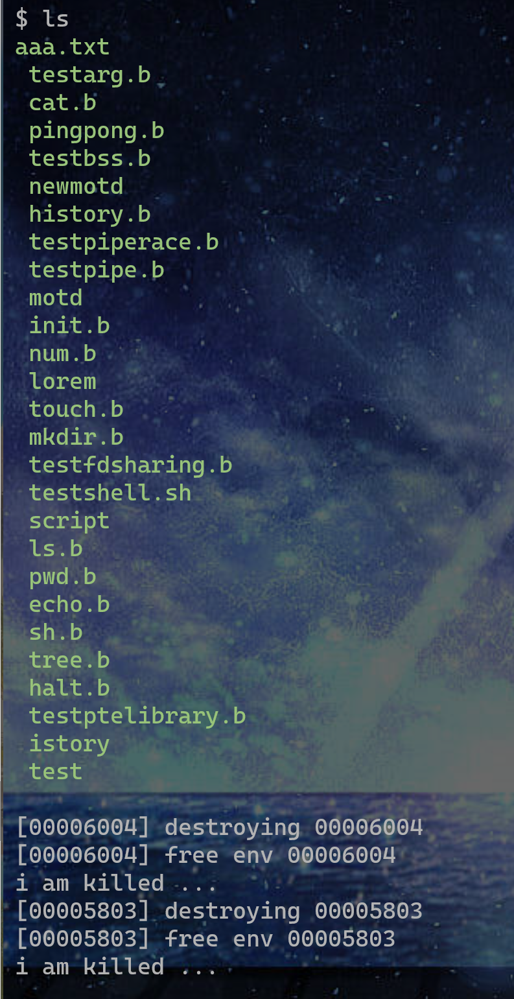 $ ls
aaa.txt
testarg.b
cat.b
pingpong.b
testbss.b
newmotd
history.b
testpiperace.b
testpipe.b
motd
init.b
num.b
lorem
touch.b
mkdir.b
testfdsharing.b
testshell.sh
script
ls.b
pwd.b
echo.b
sh.b
tree.b
halt.b
testptelibrary.b
istory
test
[00006004] destroying 00006004
[00006004] free env 00006004
i am killed ...
[00005803] destroying 00005803
[00005803] free env 00005803
i am killed ...